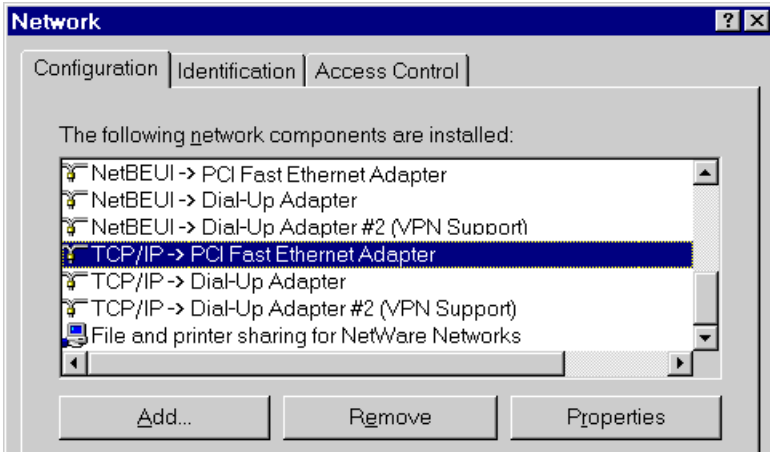 Network
Configuration Identification Access Control
The following network components are installed:
NetBEUI -> PCI Fast Ethernet Adapter
NetBEUI -> Dial-Up Adapter
NetBEUI -> Dial-Up Adapter #2 (VPN Support)
TCP/IP -> PCI Fast Ethernet Adapter
TCP/IP -> Dial-Up Adapter
TCP/IP -> Dial-Up Adapter #2 (VPN Support)
File and printer sharing for NetWare Networks
Add... Remove Properties